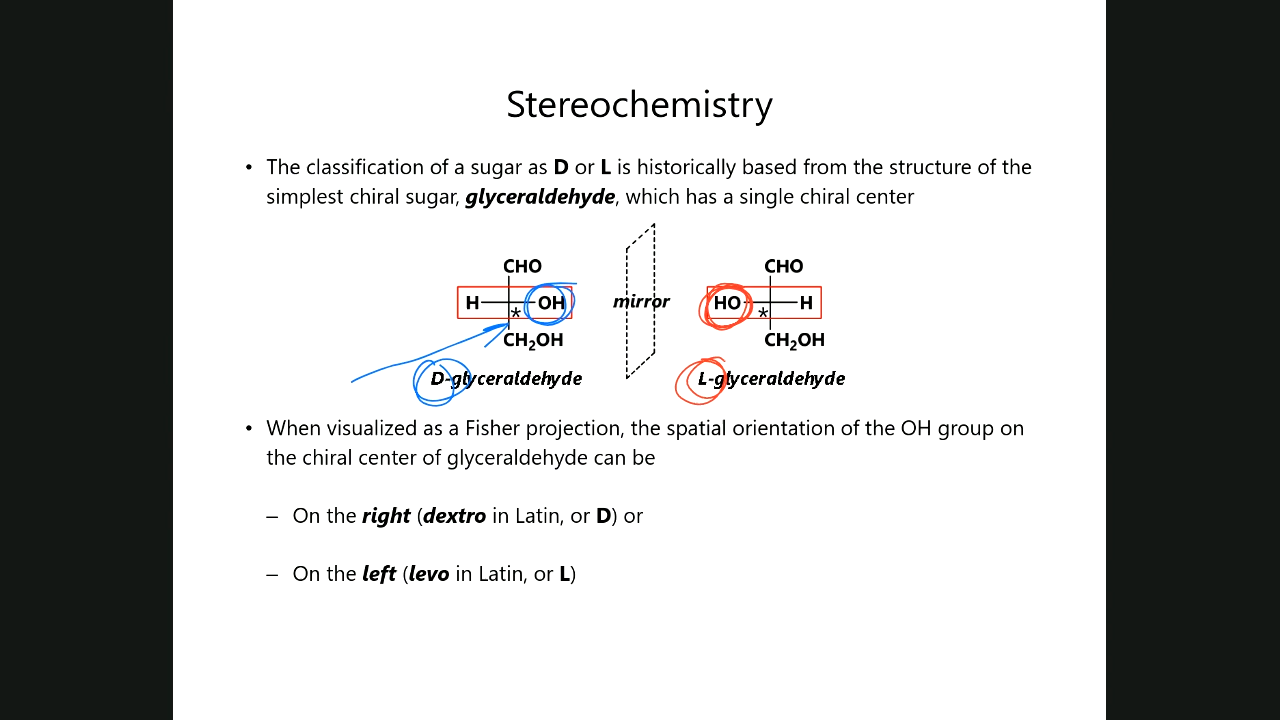 Stereochemistry
• The classification of a sugar as D or L is historically based from the structure of the
simplest chiral sugar, glyceraldehyde, which has a single chiral center
CHO
H OH
*
CH₂OH
D-glyceraldehyde
mirror
CHO
HO H
*
CH₂OH
L-glyceraldehyde
• When visualized as a Fisher projection, the spatial orientation of the OH group on
the chiral center of glyceraldehyde can be
– On the right (dextro in Latin, or D) or
– On the left (levo in Latin, or L)